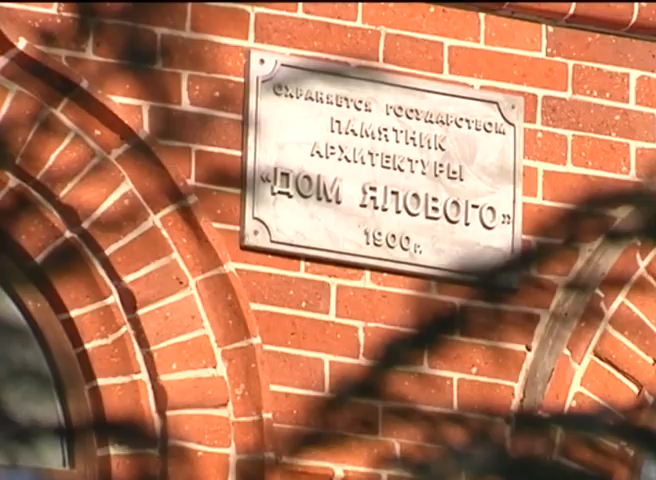 ОХРАНЯЕТСЯ ГОСУДАРСТВОМ
ПАМЯТНИК
АРХИТЕКТУРЫ
«ДОМ ЯЛОВОГО»
1900г.